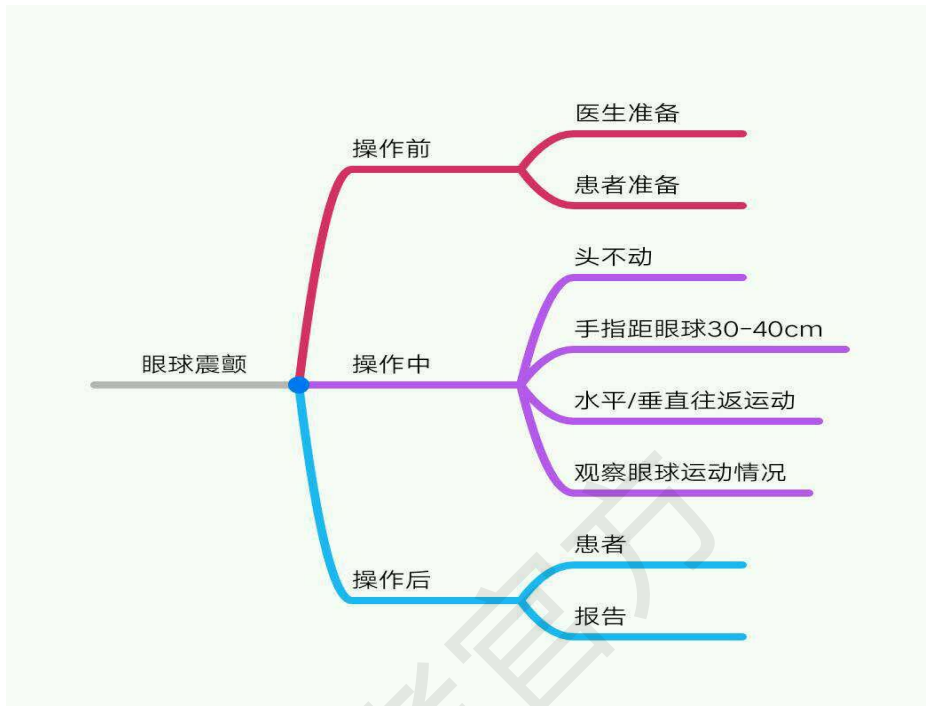 医生准备
操作前
患者准备
头不动
手指距眼球30-40cm
眼球震颤
操作中
水平/垂直往返运动
观察眼球运动情况
患者
操作后
报告
官方